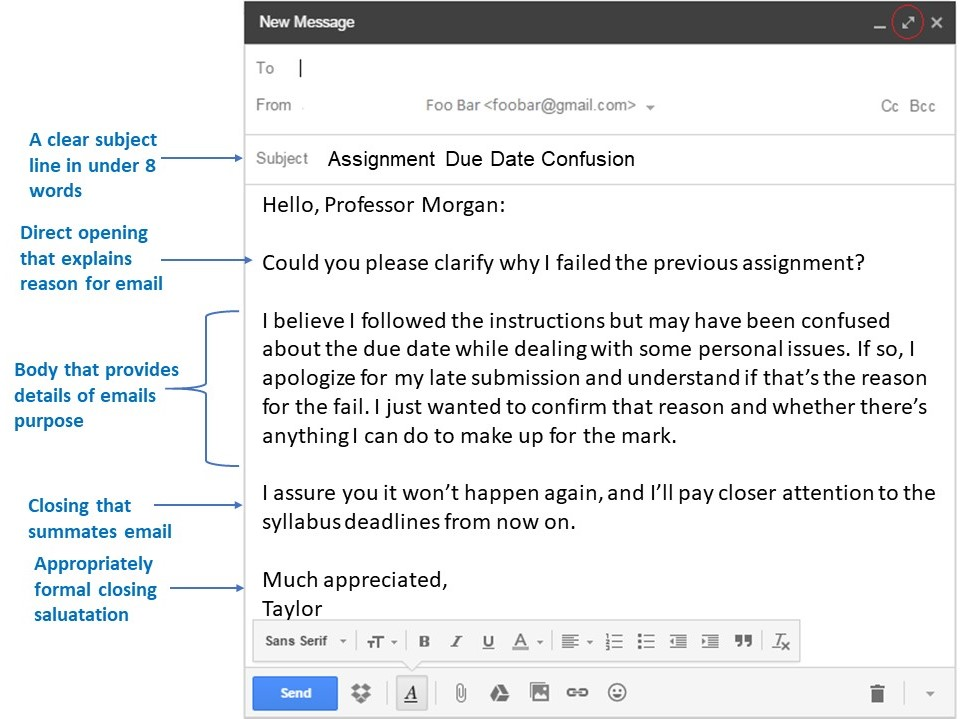 New Message
To
From Foo Bar <foobar@gmail.com> Cc Bcc
A clear subject
line in under 8
words
Subject Assignment Due Date Confusion
Hello, Professor Morgan:
Direct opening
that explains
reason for email
Could you please clarify why I failed the previous assignment?
Body that provides
details of emails
purpose
I believe I followed the instructions but may have been confused
about the due date while dealing with some personal issues. If so, I
apologize for my late submission and understand if that's the reason
for the fail. I just wanted to confirm that reason and whether there's
anything I can do to make up for the mark.
Closing that
summates email
I assure you it won't happen again, and I'll pay closer attention to the
syllabus deadlines from now on.
Appropriately
formal closing
saluatation
Much appreciated,
Taylor
Sans Serif TT B I U A Tx
Send A